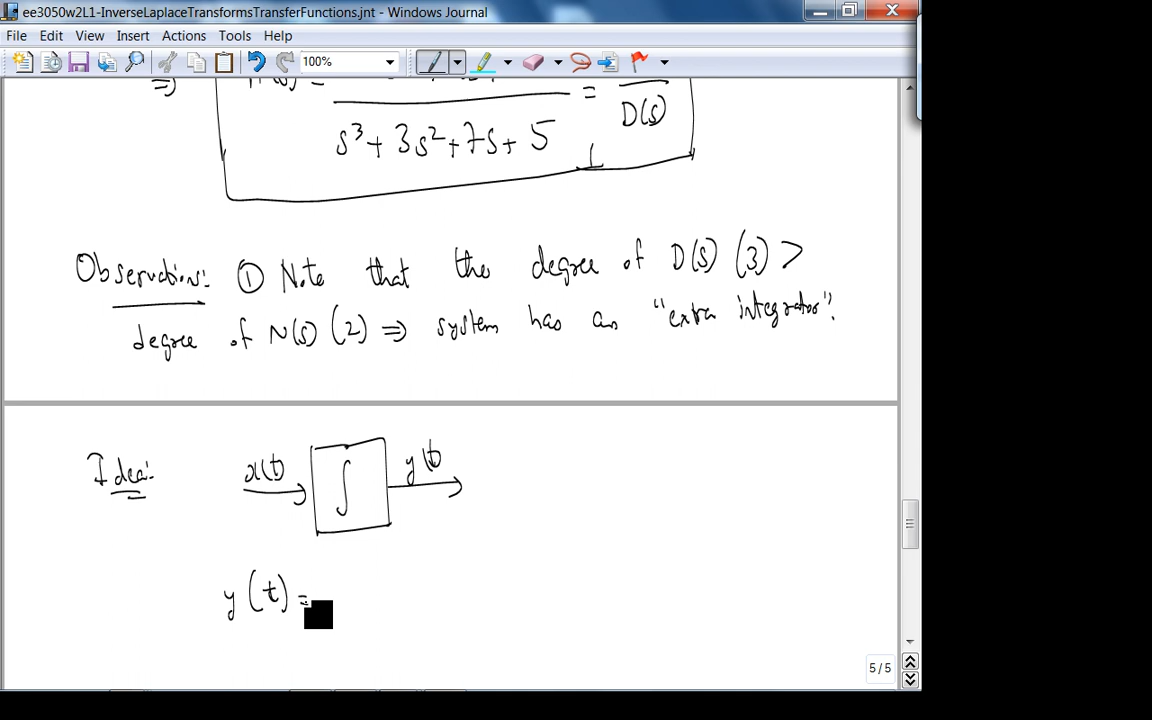 ee3050w2L1-InverseLaplaceTransformsTransferFunctions.jnt - Windows Journal
File Edit View Insert Actions Tools Help
100%
⇒ =
= D(s)
s³ + 3s² + 7s + 5
Observations: ① Note that the degree of D(s) (3) >
degree of N(s) (2) ⇒ system has an "extra integrator".
Idea: x(t) ∫ y(t)
y(t) =
5 / 5